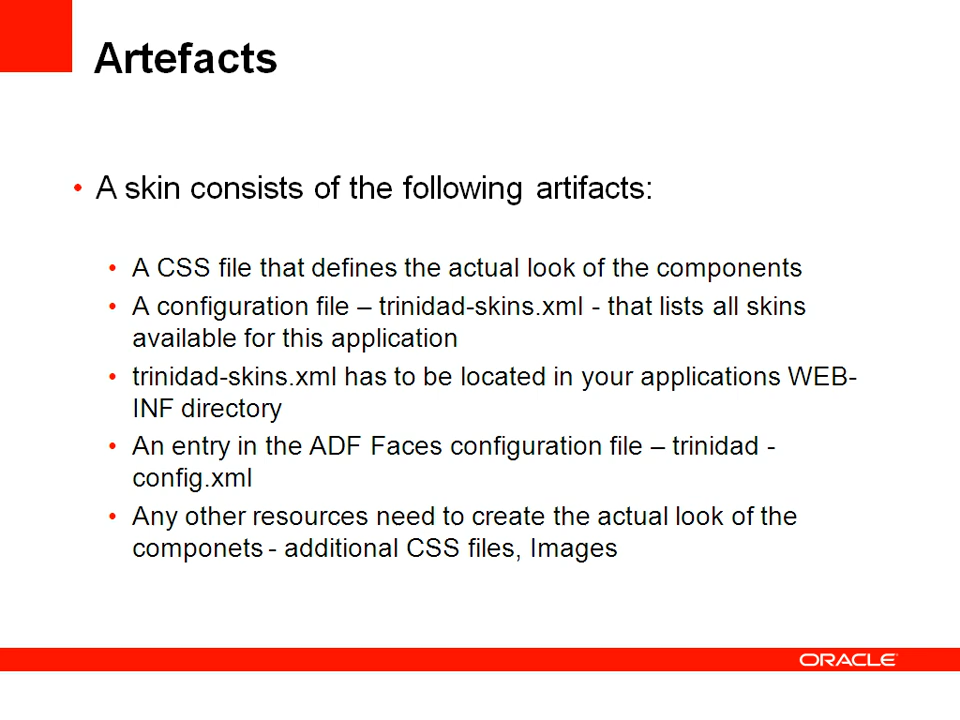 Artefacts
• A skin consists of the following artifacts:
• A CSS file that defines the actual look of the components
• A configuration file – trinidad-skins.xml - that lists all skins
available for this application
• trinidad-skins.xml has to be located in your applications WEB-
INF directory
• An entry in the ADF Faces configuration file – trinidad -
config.xml
• Any other resources need to create the actual look of the
componets - additional CSS files, Images
ORACLE